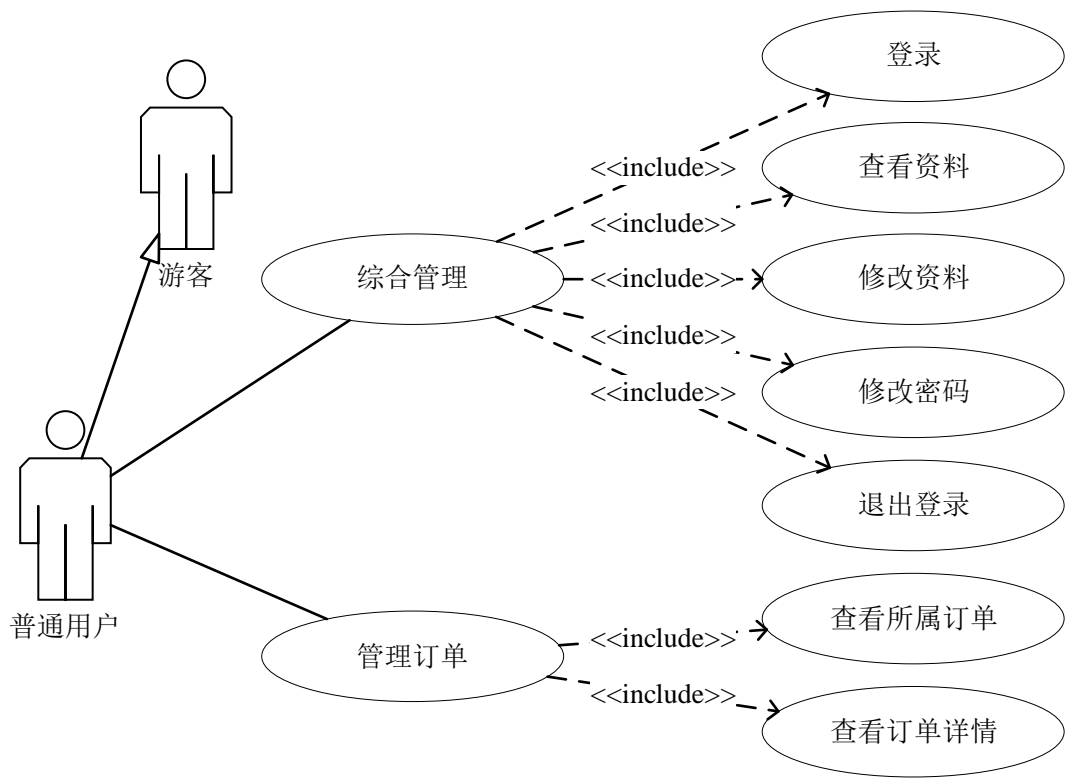 登录
<<include>>
查看资料
<<include>>
游客
综合管理
<<include>>
修改资料
<<include>>
修改密码
<<include>>
退出登录
普通用户
管理订单
<<include>>
查看所属订单
<<include>>
查看订单详情